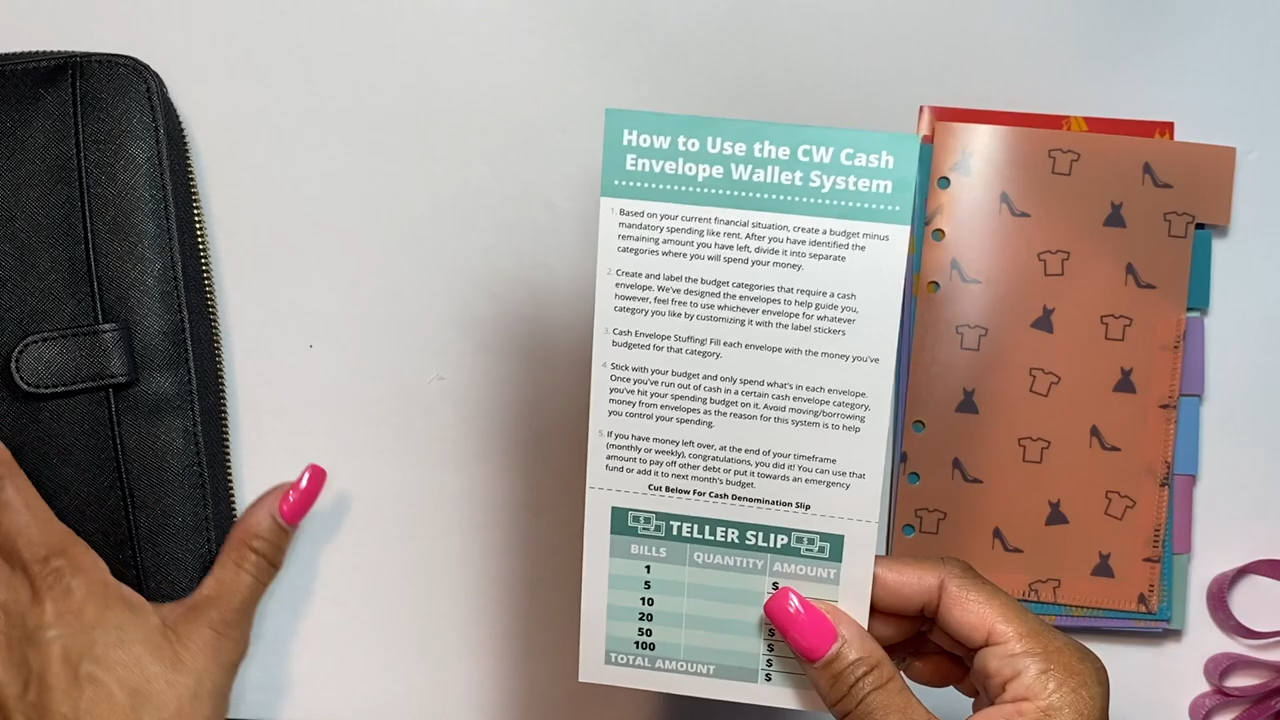 How to Use the CW Cash
Envelope Wallet System
1. Based on your current financial situation, create a budget minus
mandatory spending like rent. After you have identified the
remaining amount you have left, divide it into separate
categories where you will spend your money.
2. Create and label the budget categories that require a cash
envelope. We've designed the envelopes to help guide you,
however, feel free to use whichever envelope for whatever
category you like by customizing it with the label stickers
3. Cash Envelope Stuffing! Fill each envelope with the money you've
budgeted for that category.
4. Stick with your budget and only spend what's in each envelope.
Once you've run out of cash in a certain cash envelope category,
you've hit your spending budget on it. Avoid moving/borrowing
money from envelopes as the reason for this system is to help
you control your spending.
5. If you have money left over, at the end of your timeframe
(monthly or weekly), congratulations, you did it! You can use that
amount to pay off other debt or put it towards an emergency
fund or add it to next month's budget.
Cut Below For Cash Denomination Slip
$ TELLER SLIP $
BILLS QUANTITY AMOUNT
1 $
5
10
20 $
50 $
100 $
TOTAL AMOUNT $